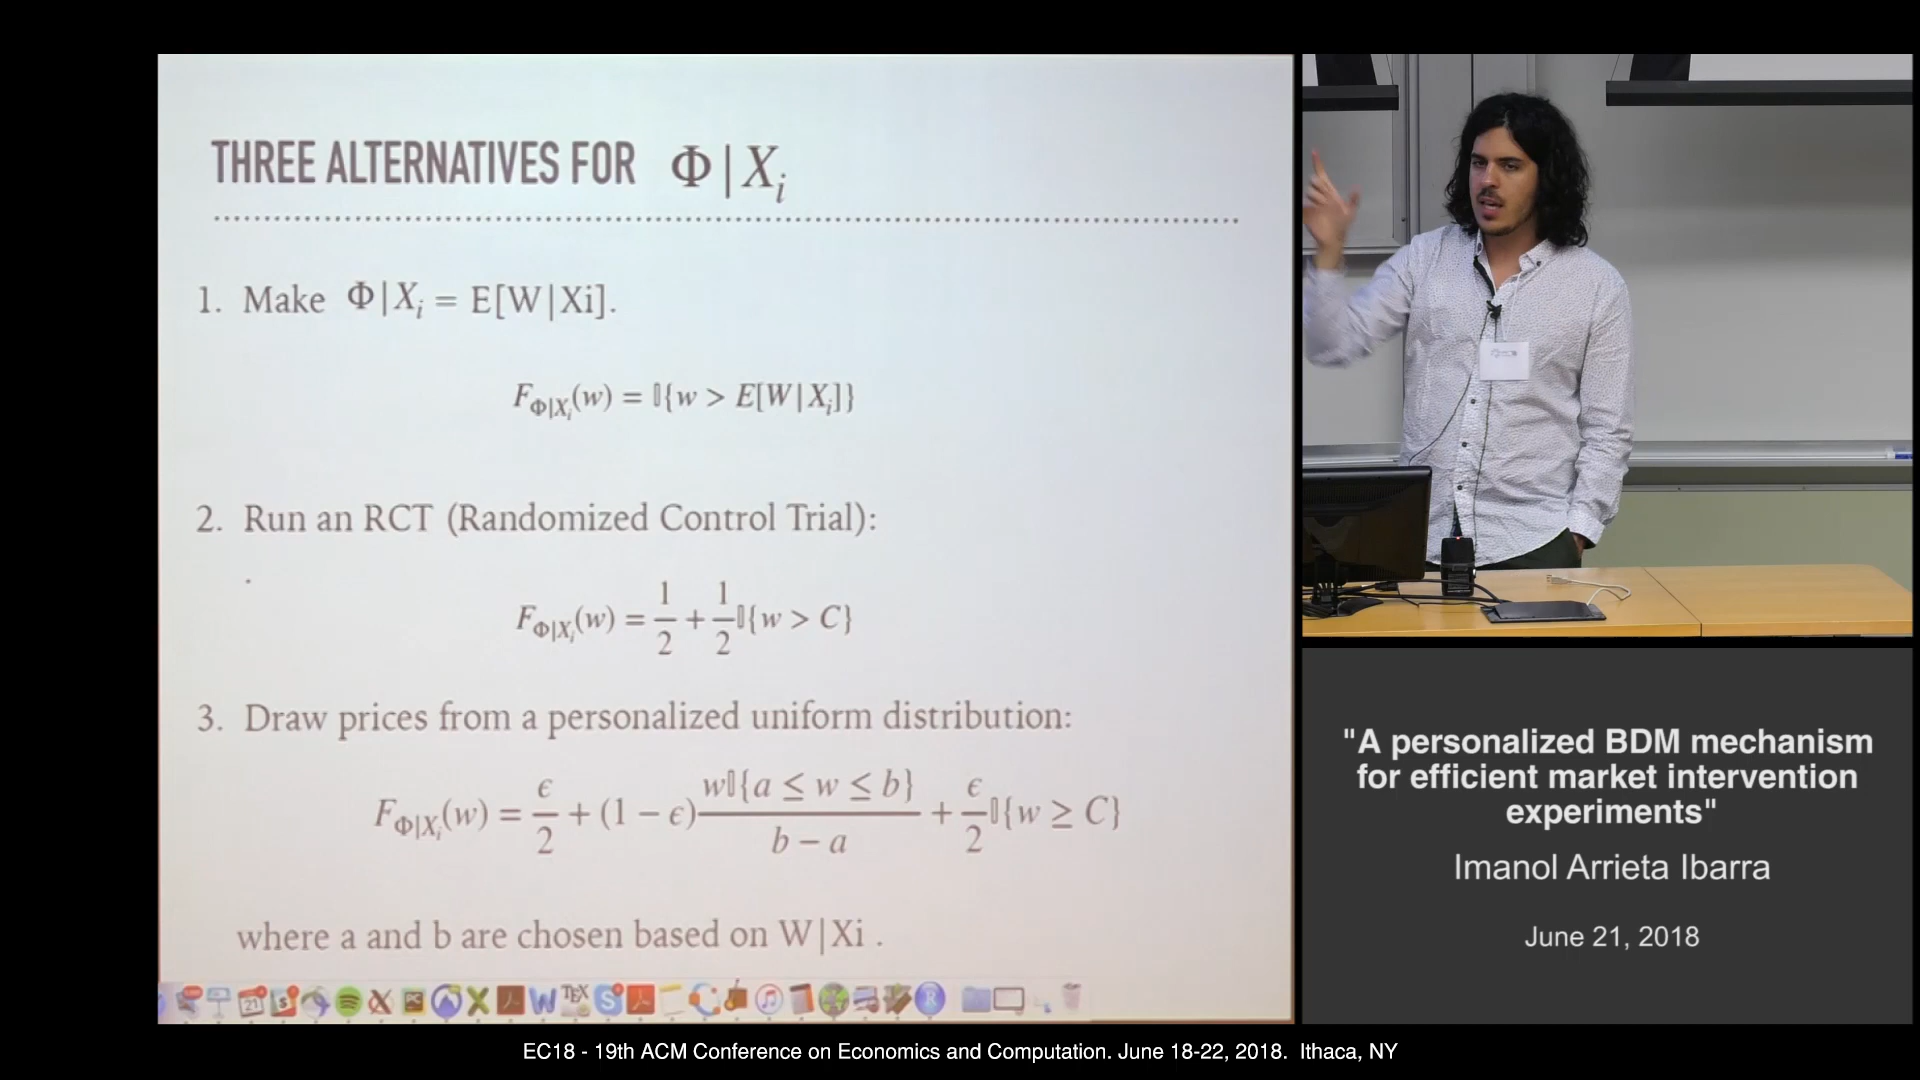 THREE ALTERNATIVES FOR Φ|X_i
1. Make Φ|X_i = E[W|Xi].
F_{Φ|X_i}(w) = 𝕀{w > E[W|X_i]}
2. Run an RCT (Randomized Control Trial):
.
F_{Φ|X_i}(w) = 1/2 + 1/2 𝕀{w > C}
3. Draw prices from a personalized uniform distribution:
F_{Φ|X_i}(w) = ϵ/2 + (1 − ϵ) w𝕀{a ≤ w ≤ b}/(b − a) + ϵ/2 𝕀{w ≥ C}
where a and b are chosen based on W|Xi .
21
TEX
"A personalized BDM mechanism
for efficient market intervention
experiments"
Imanol Arrieta Ibarra
June 21, 2018
EC18 - 19th ACM Conference on Economics and Computation. June 18-22, 2018. Ithaca, NY